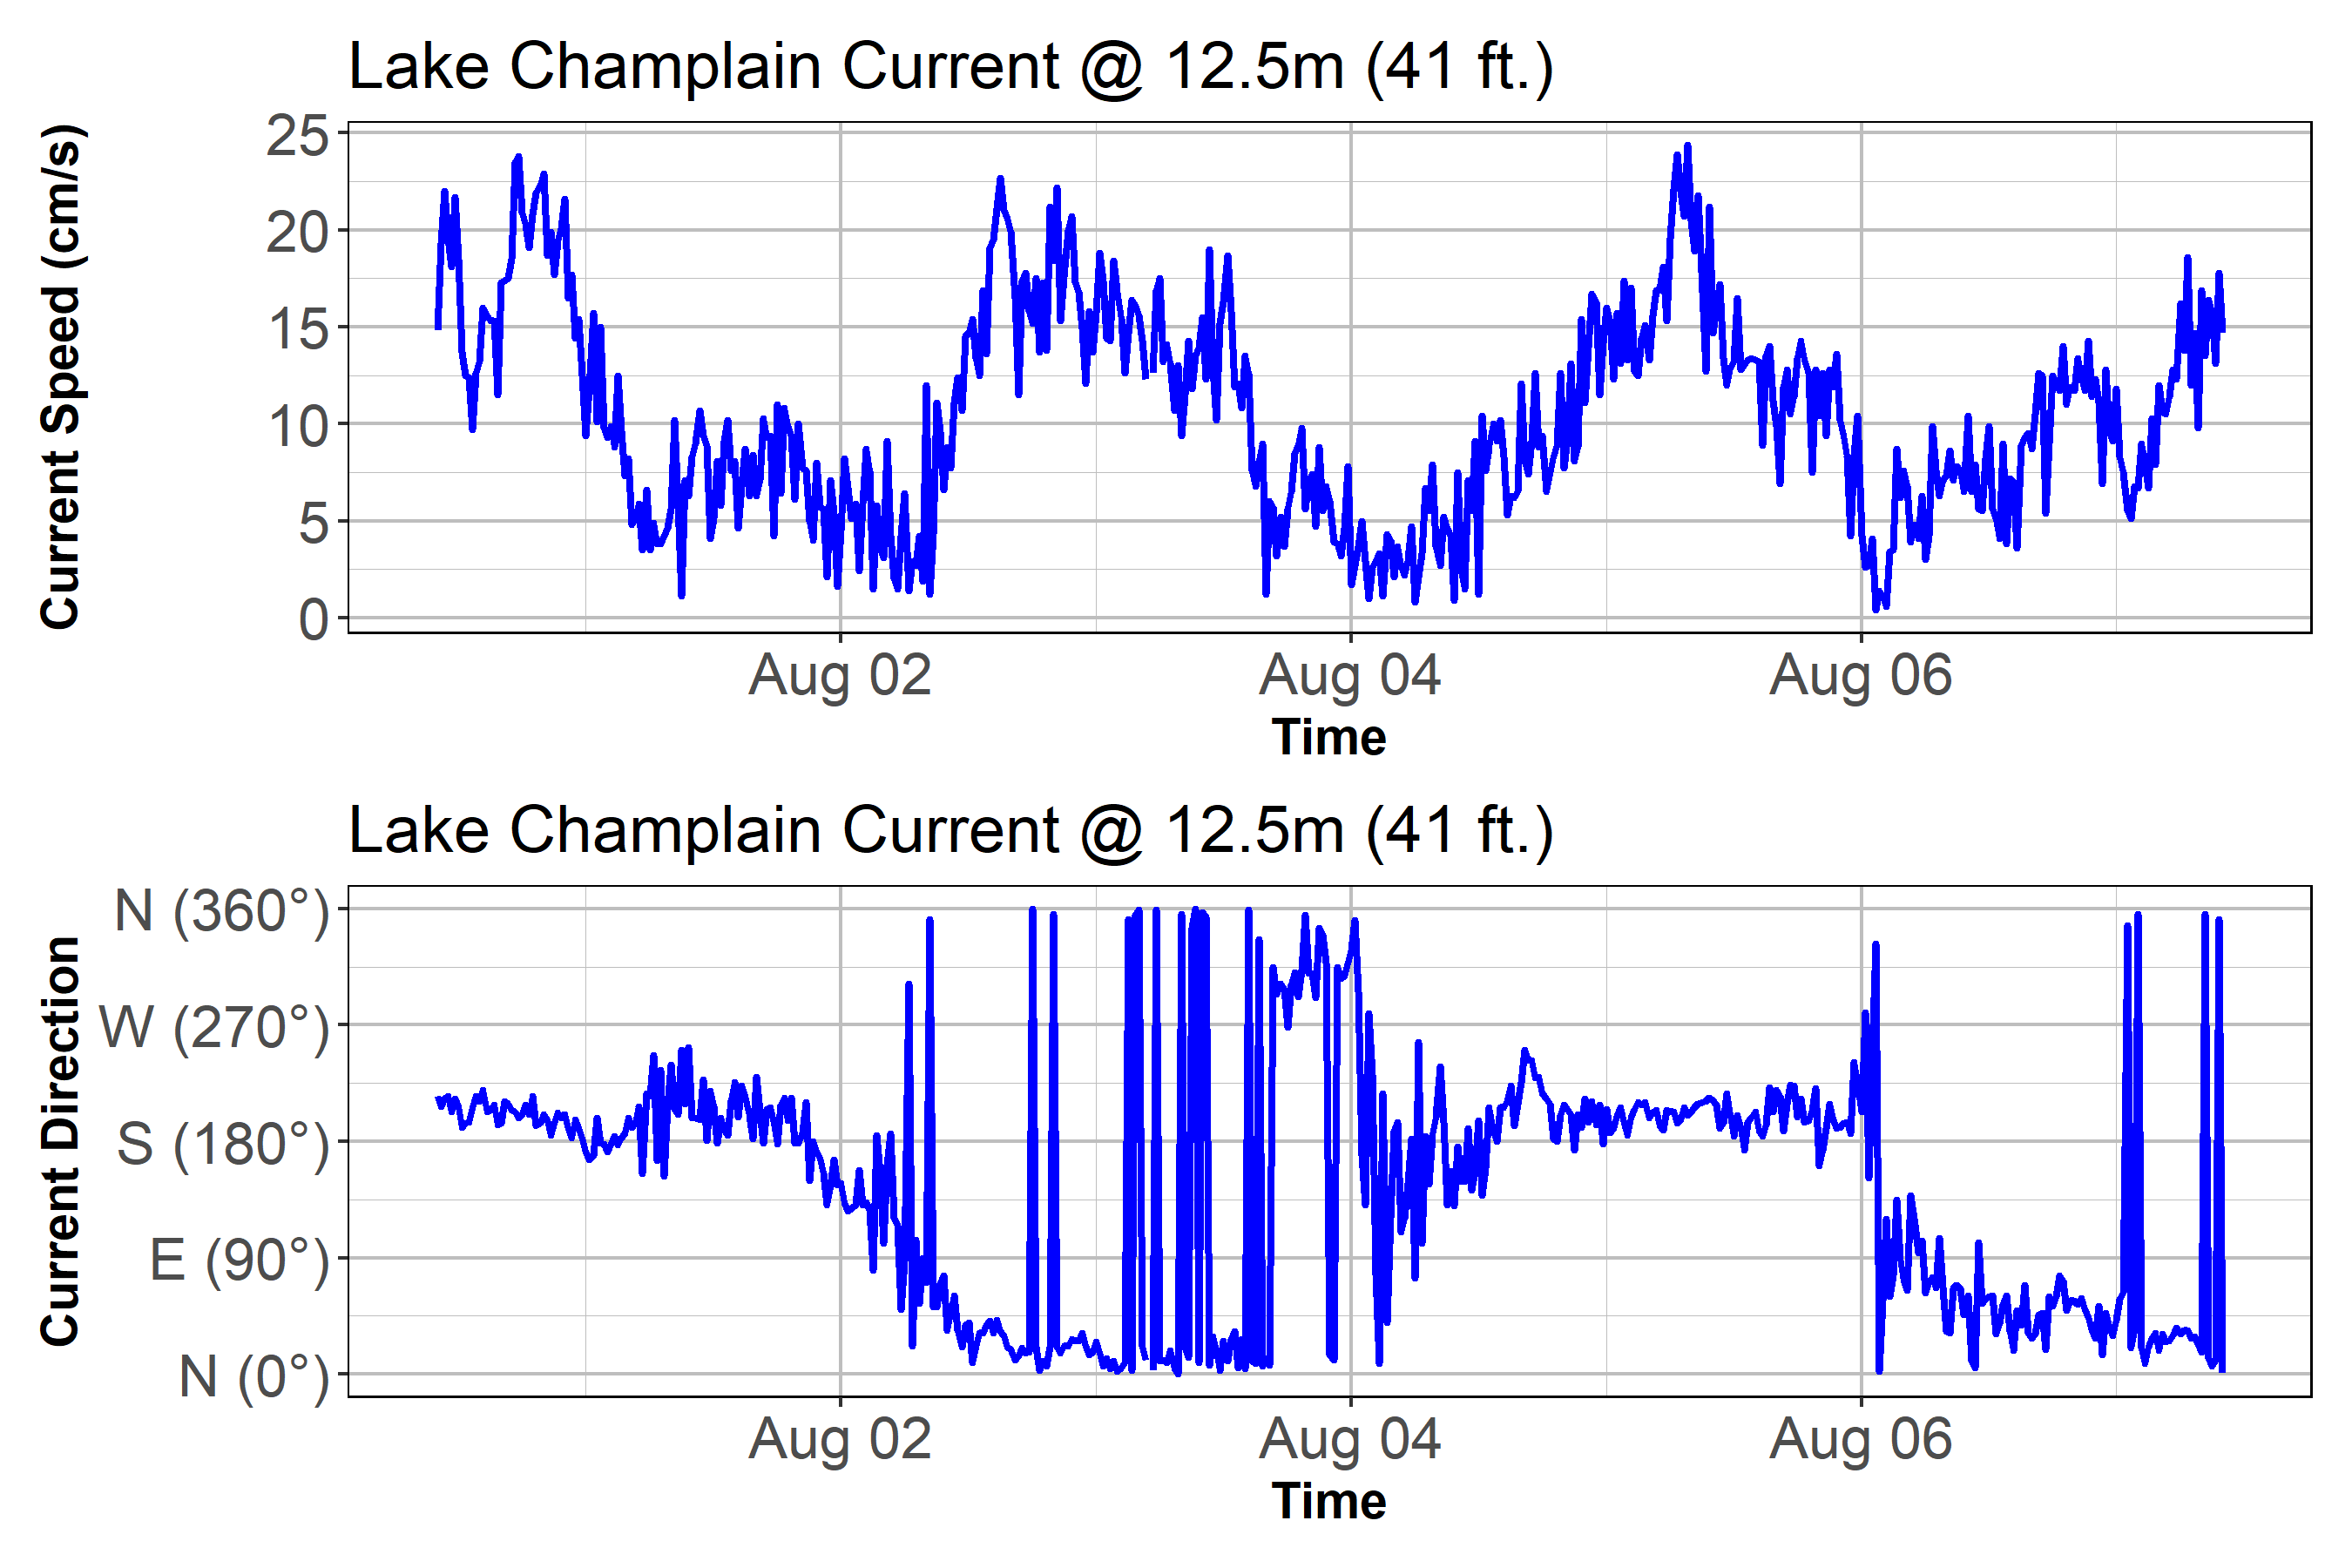 Lake Champlain Current @ 12.5m (41 ft.)
Current Speed (cm/s)
25
20
15
10
5
0
Aug 02 Aug 04 Aug 06
Time
Lake Champlain Current @ 12.5m (41 ft.)
Current Direction
N (360°)
W (270°)
S (180°)
E (90°)
N (0°)
Aug 02 Aug 04 Aug 06
Time